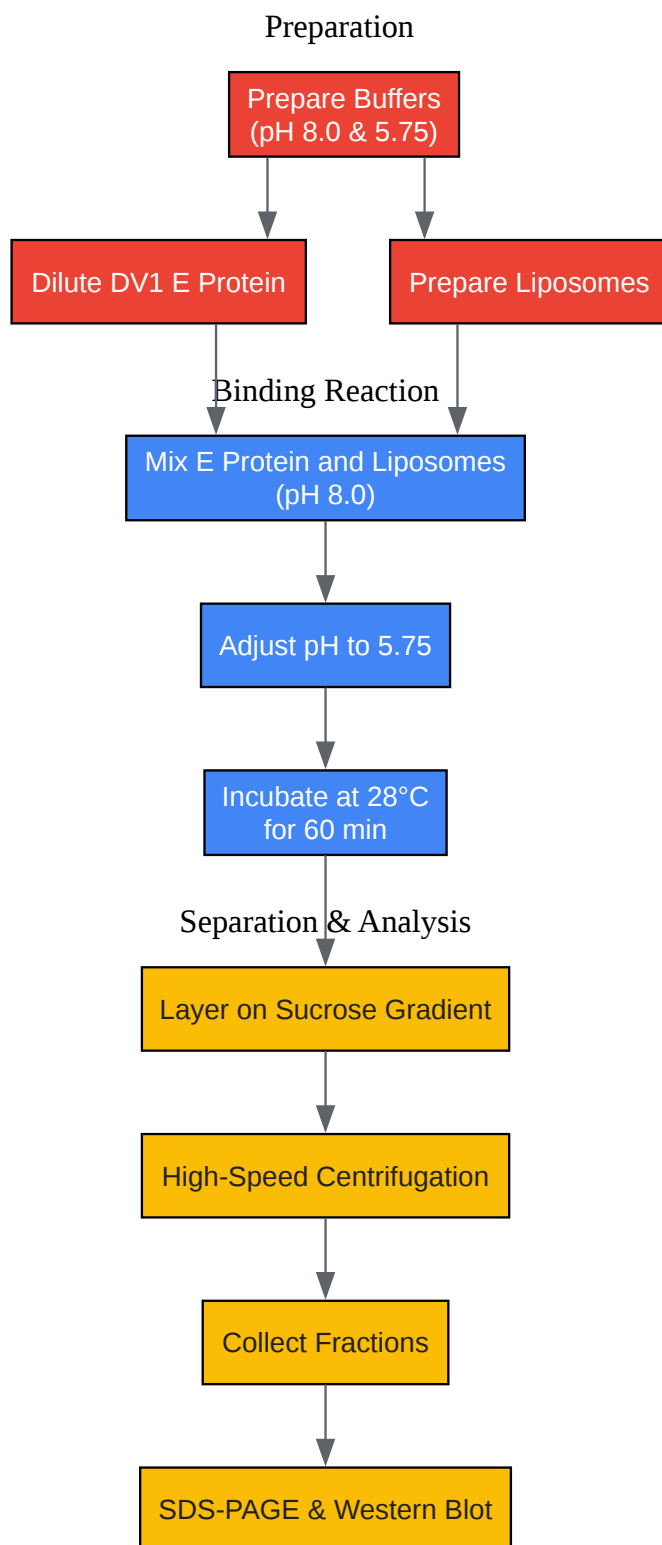 Preparation
Prepare Buffers
(pH 8.0 & 5.75)
Dilute DV1 E Protein
Prepare Liposomes
Binding Reaction
Mix E Protein and Liposomes
(pH 8.0)
Adjust pH to 5.75
Incubate at 28°C
for 60 min
Separation & Analysis
Layer on Sucrose Gradient
High-Speed Centrifugation
Collect Fractions
SDS-PAGE & Western Blot